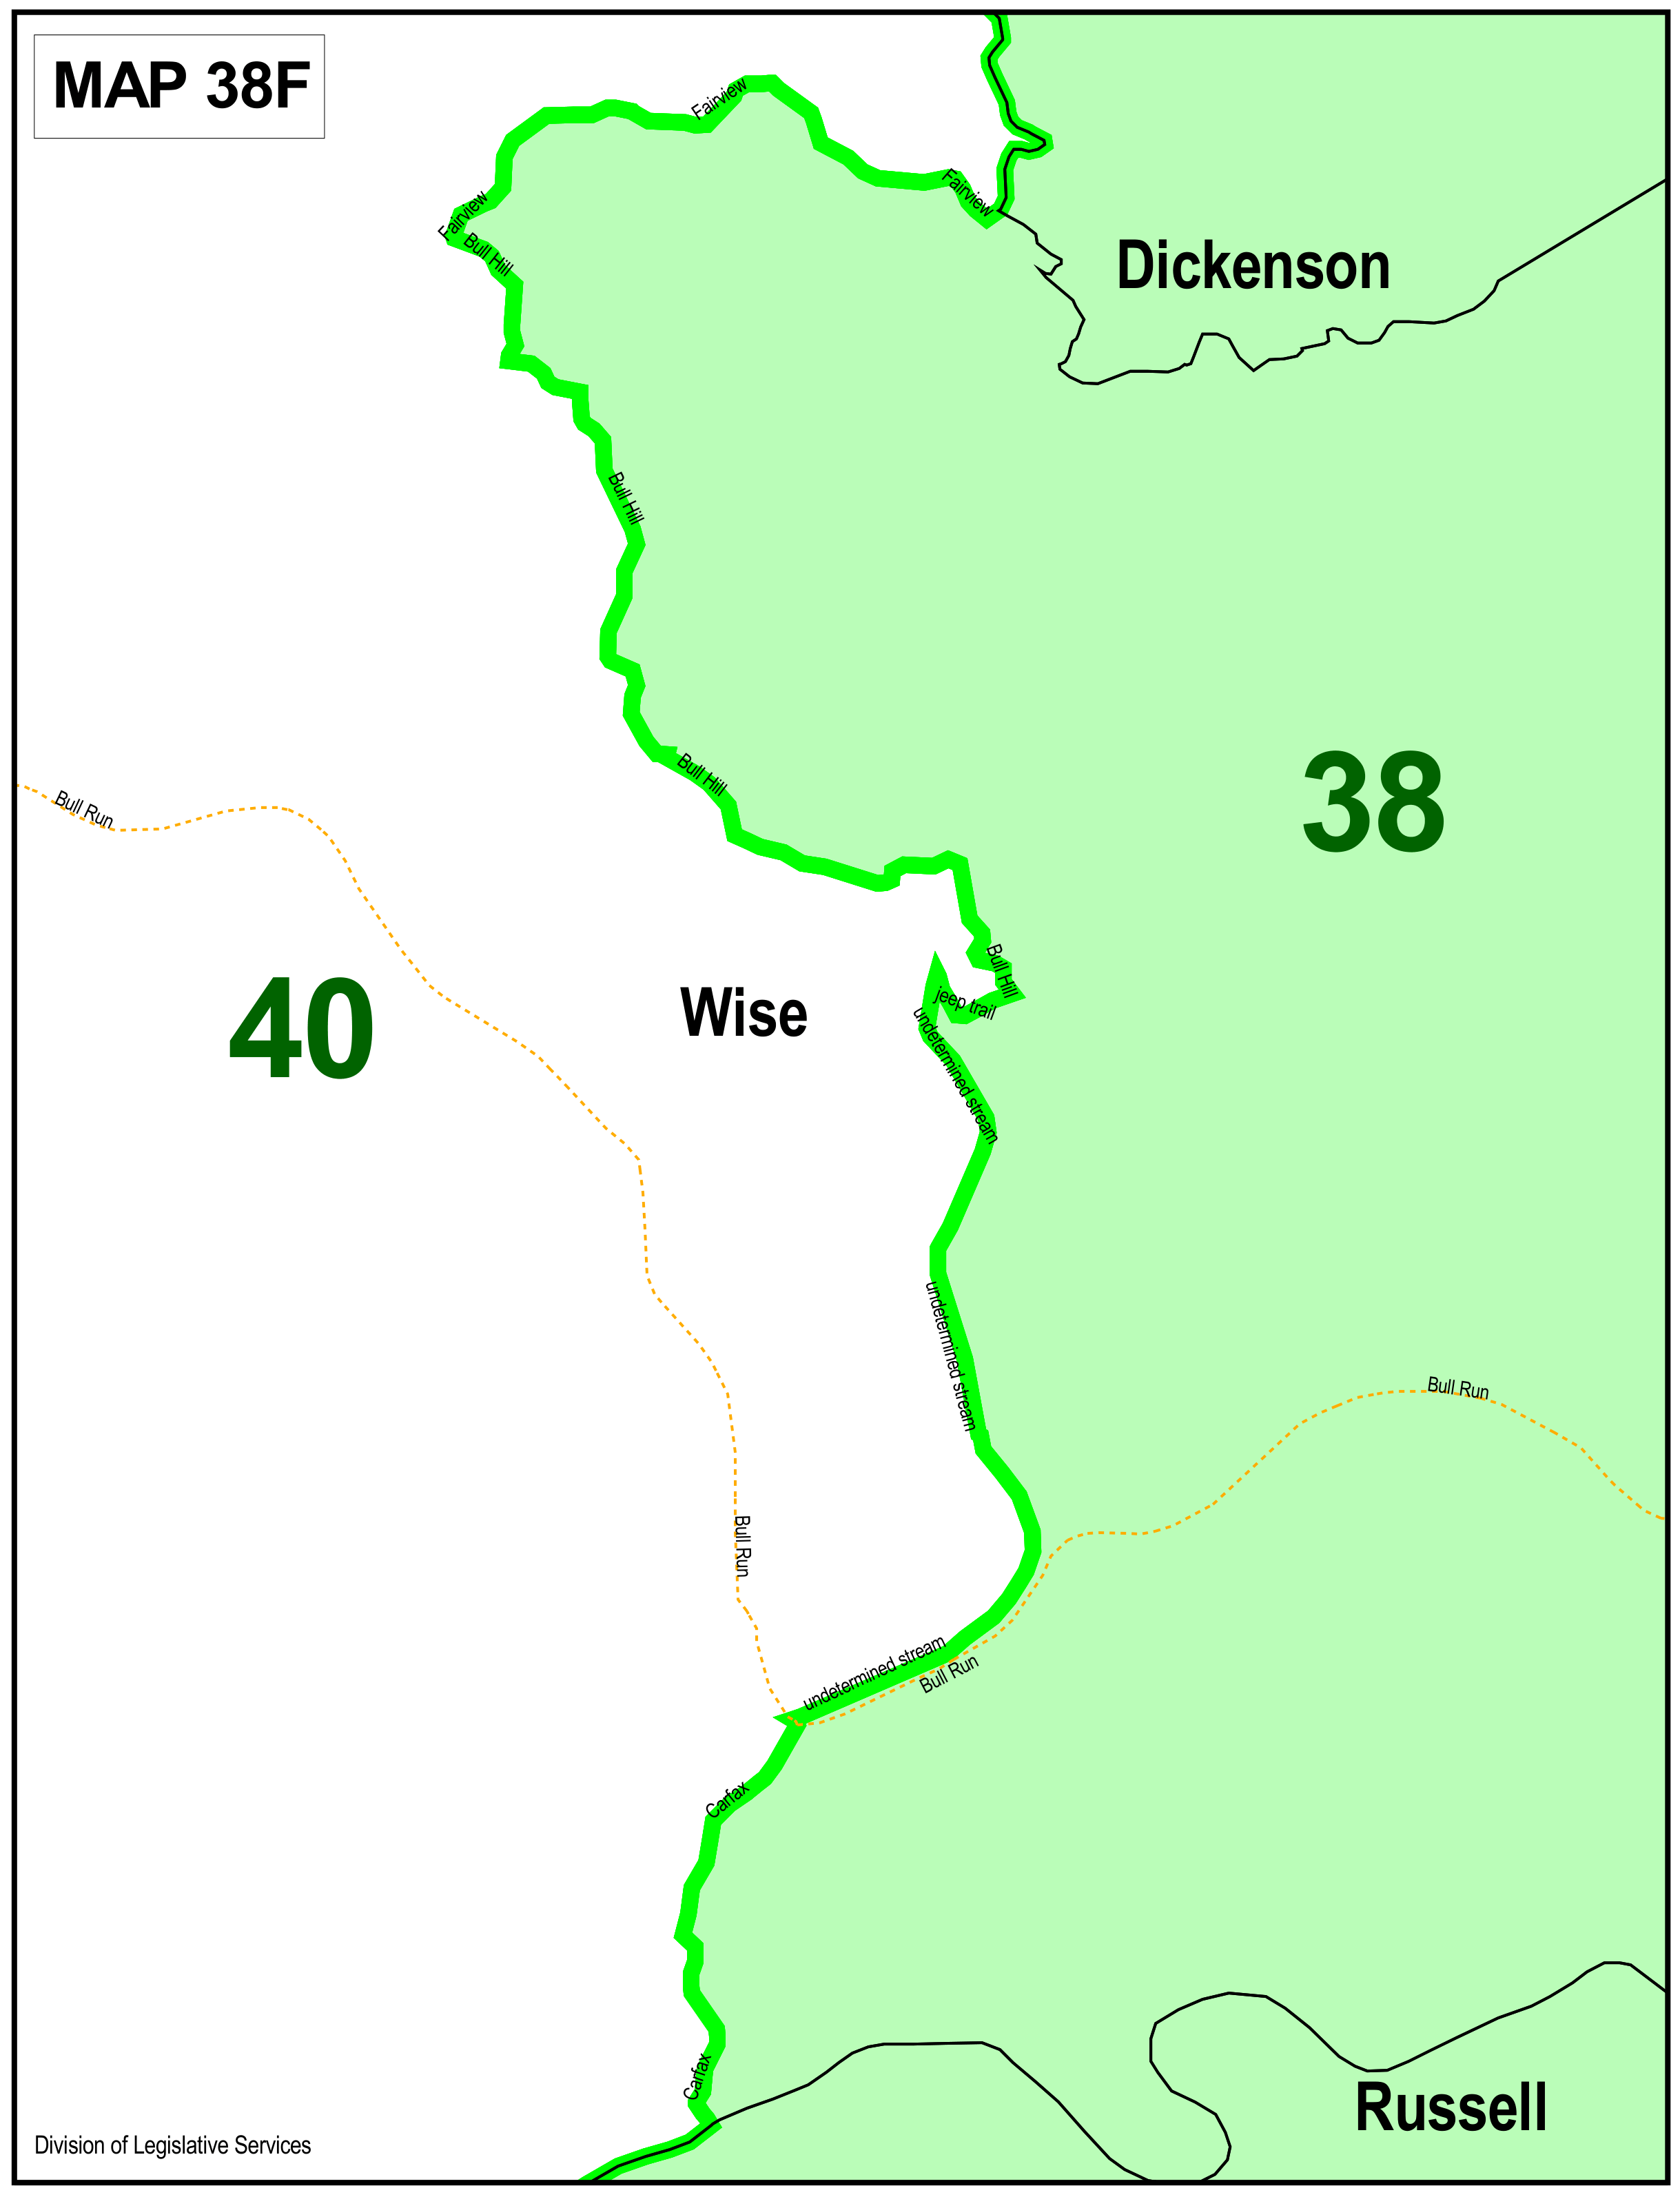 MAP 38F
Fairview
Fairview
Fairview
Bull Hill
Dickenson
Bull Hill
Bull Hill
Bull Run
38
Bull Hill
40
Wise
jeep trail
undetermined stream
undetermined stream
Bull Run
Bull Run
undetermined stream
Bull Run
Carfax
Carfax
Russell
Division of Legislative Services